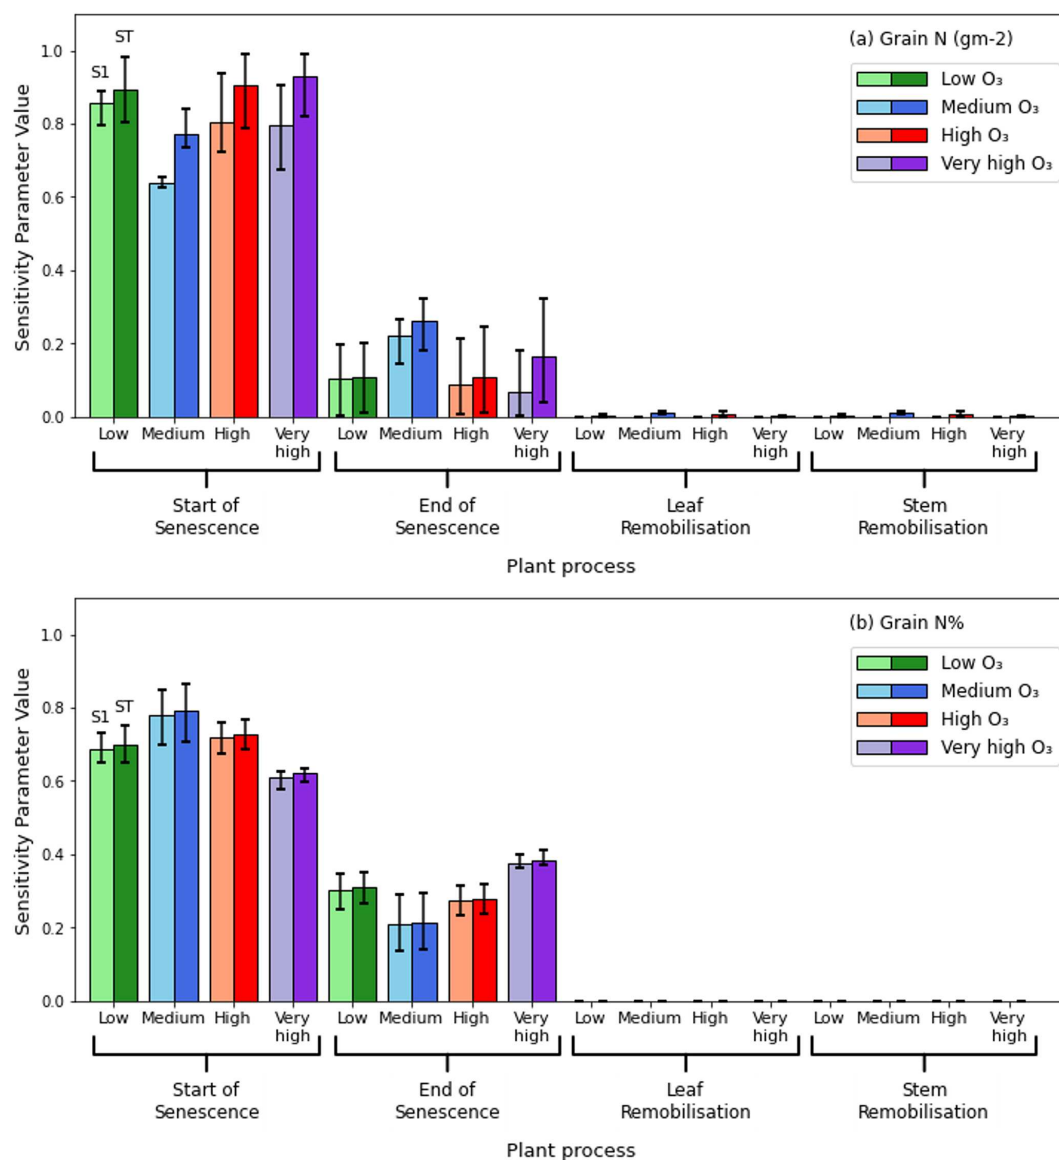 (a) Grain N (gm-2)
Low O₃
Medium O₃
High O₃
Very high O₃
S1 ST
Sensitivity Parameter Value
1.0
0.8
0.6
0.4
0.2
0.0
Low Medium High Very high Low Medium High Very high Low Medium High Very high Low Medium High Very high
Start of Senescence
End of Senescence
Leaf Remobilisation
Stem Remobilisation
Plant process
(b) Grain N%
Low O₃
Medium O₃
High O₃
Very high O₃
S1 ST
Sensitivity Parameter Value
1.0
0.8
0.6
0.4
0.2
0.0
Low Medium High Very high Low Medium High Very high Low Medium High Very high Low Medium High Very high
Start of Senescence
End of Senescence
Leaf Remobilisation
Stem Remobilisation
Plant process